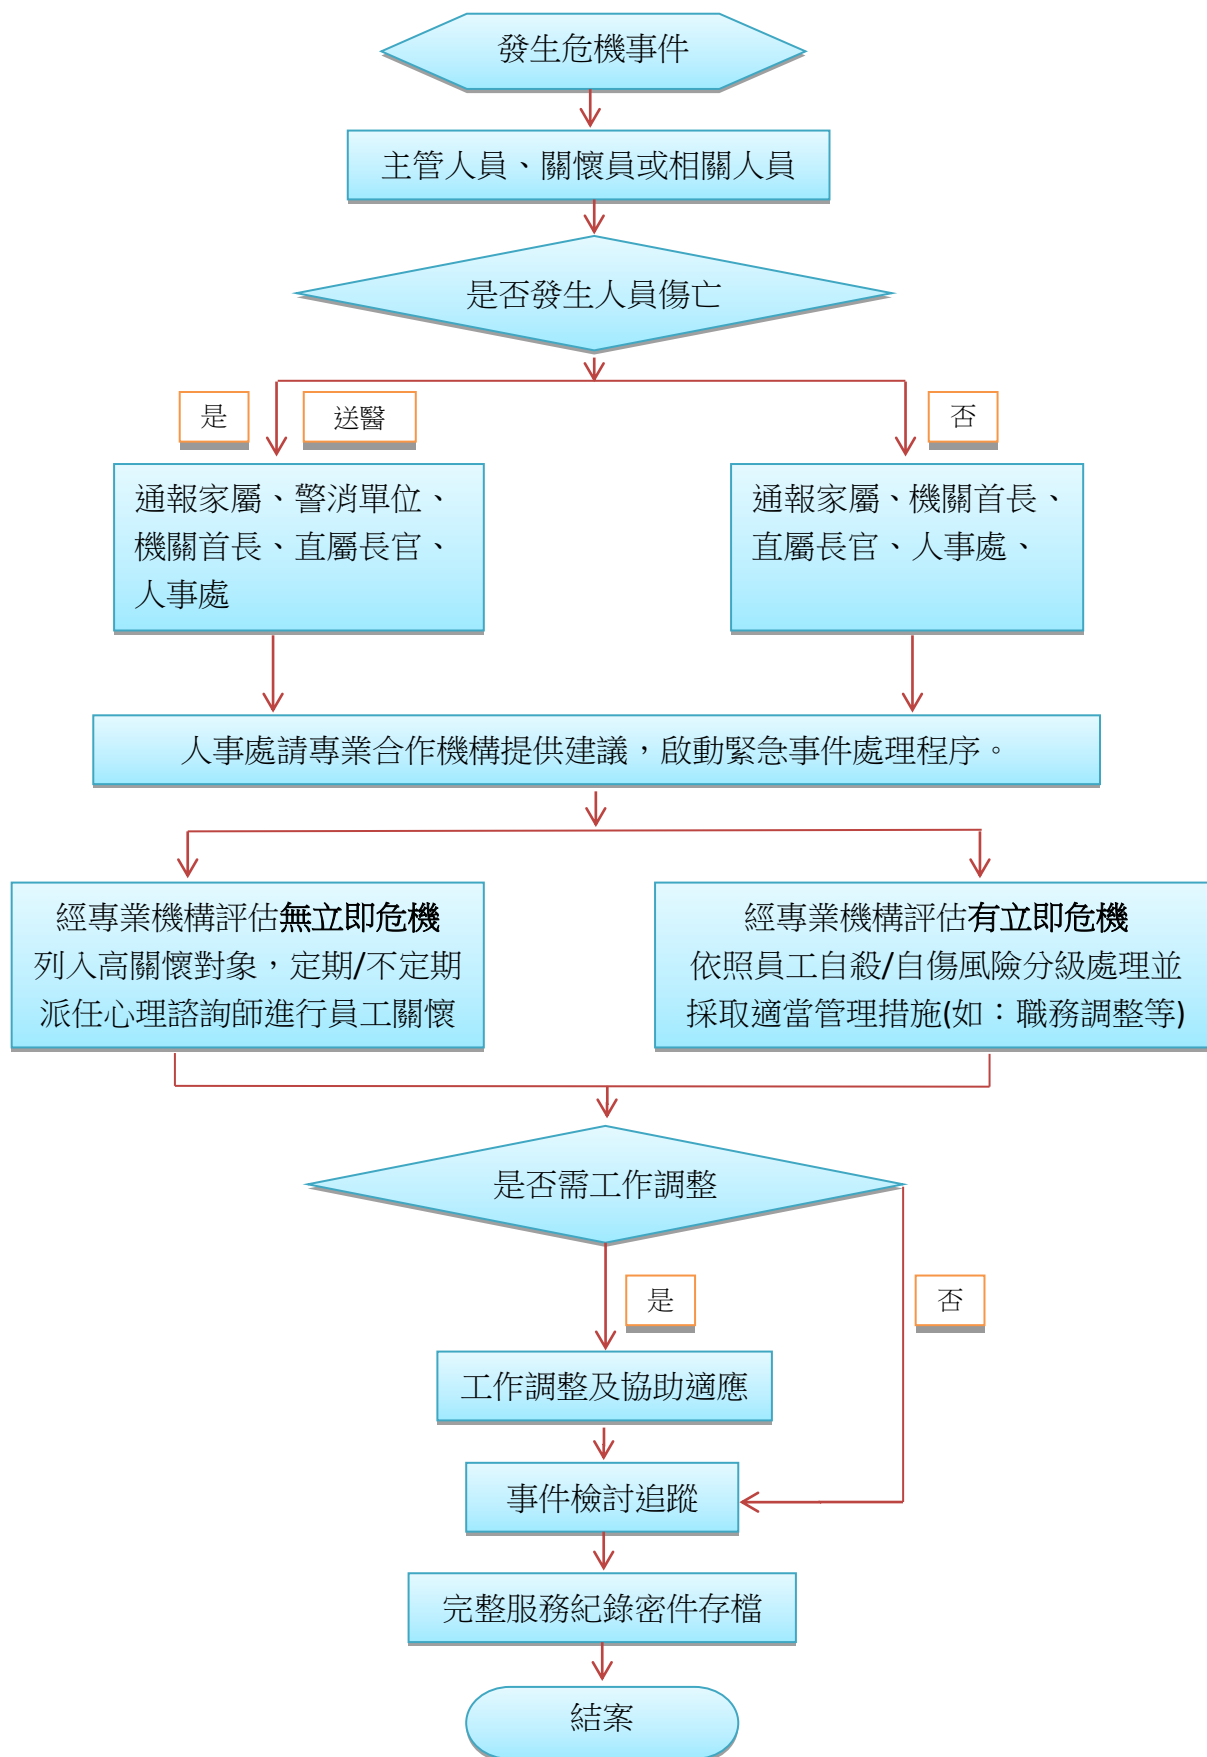 發生危機事件
主管人員、關懷員或相關人員
是否發生人員傷亡
是
送醫
否
通報家屬、警消單位、
機關首長、直屬長官、
人事處
通報家屬、機關首長、
直屬長官、人事處、
人事處請專業合作機構提供建議，啟動緊急事件處理程序。
經專業機構評估無立即危機
列入高關懷對象，定期/不定期
派任心理諮詢師進行員工關懷
經專業機構評估有立即危機
依照員工自殺/自傷風險分級處理並
採取適當管理措施(如：職務調整等)
是否需工作調整
是
否
工作調整及協助適應
事件檢討追蹤
完整服務紀錄密件存檔
結案